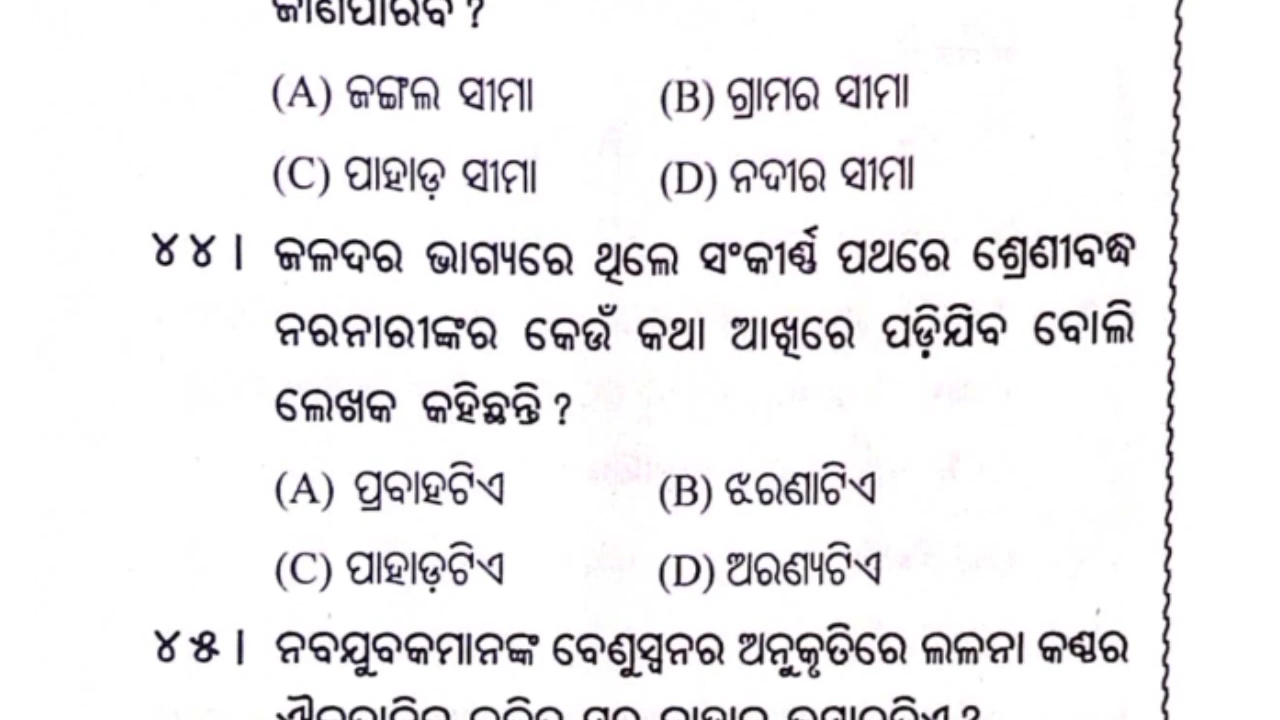 ଜାଣିପାରିବ ?
(A) ଜଙ୍ଗଲ ସୀମା (B) ଗ୍ରାମର ସୀମା
(C) ପାହାଡ଼ ସୀମା (D) ନଦୀର ସୀମା
୪୪। ଜଳଦର ଭାଗ୍ୟରେ ଥିଲେ ସଂକୀର୍ଣ୍ଣ ପଥରେ ଶ୍ରେଣୀବଦ୍ଧ
ନରନାରୀଙ୍କର କେଉଁ କଥା ଆଖିରେ ପଡ଼ିଯିବ ବୋଲି
ଲେଖକ କହିଛନ୍ତି ?
(A) ପ୍ରବାହଟିଏ (B) ଝରଣାଟିଏ
(C) ପାହାଡ଼ଟିଏ (D) ଅରଣ୍ୟଟିଏ
୪୫। ନବଯୁବକମାନଙ୍କ ବେଣୁସ୍ୱନର ଅନୁକୃତିରେ ଲଳନା କଣ୍ଠର